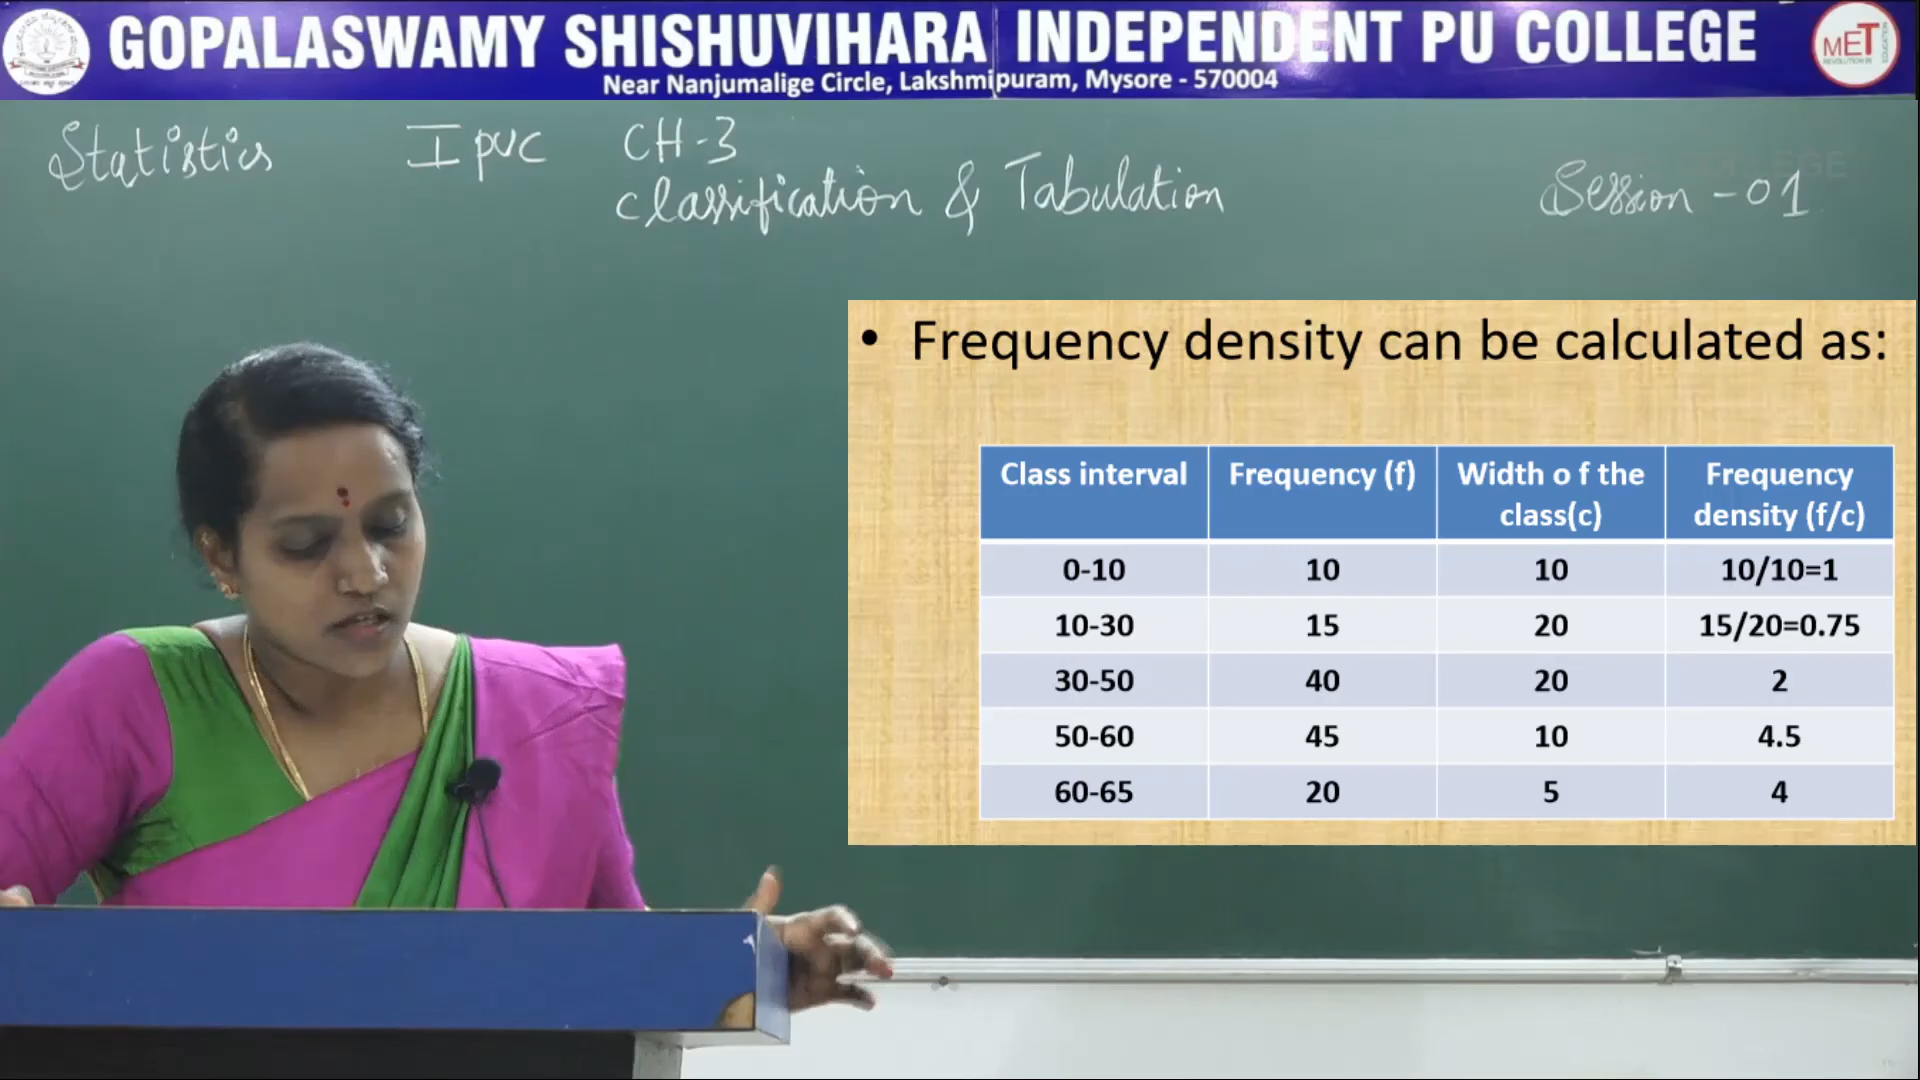 GOPALASWAMY SHISHUVIHARA INDEPENDENT PU COLLEGE
Near Nanjumalige Circle, Lakshmipuram, Mysore - 570004
MET
Statistics I PUC CH-3
Classification & Tabulation
Session - 01
• Frequency density can be calculated as:
Class interval Frequency (f) Width o f the class(c) Frequency density (f/c)
0-10 10 10 10/10=1
10-30 15 20 15/20=0.75
30-50 40 20 2
50-60 45 10 4.5
60-65 20 5 4